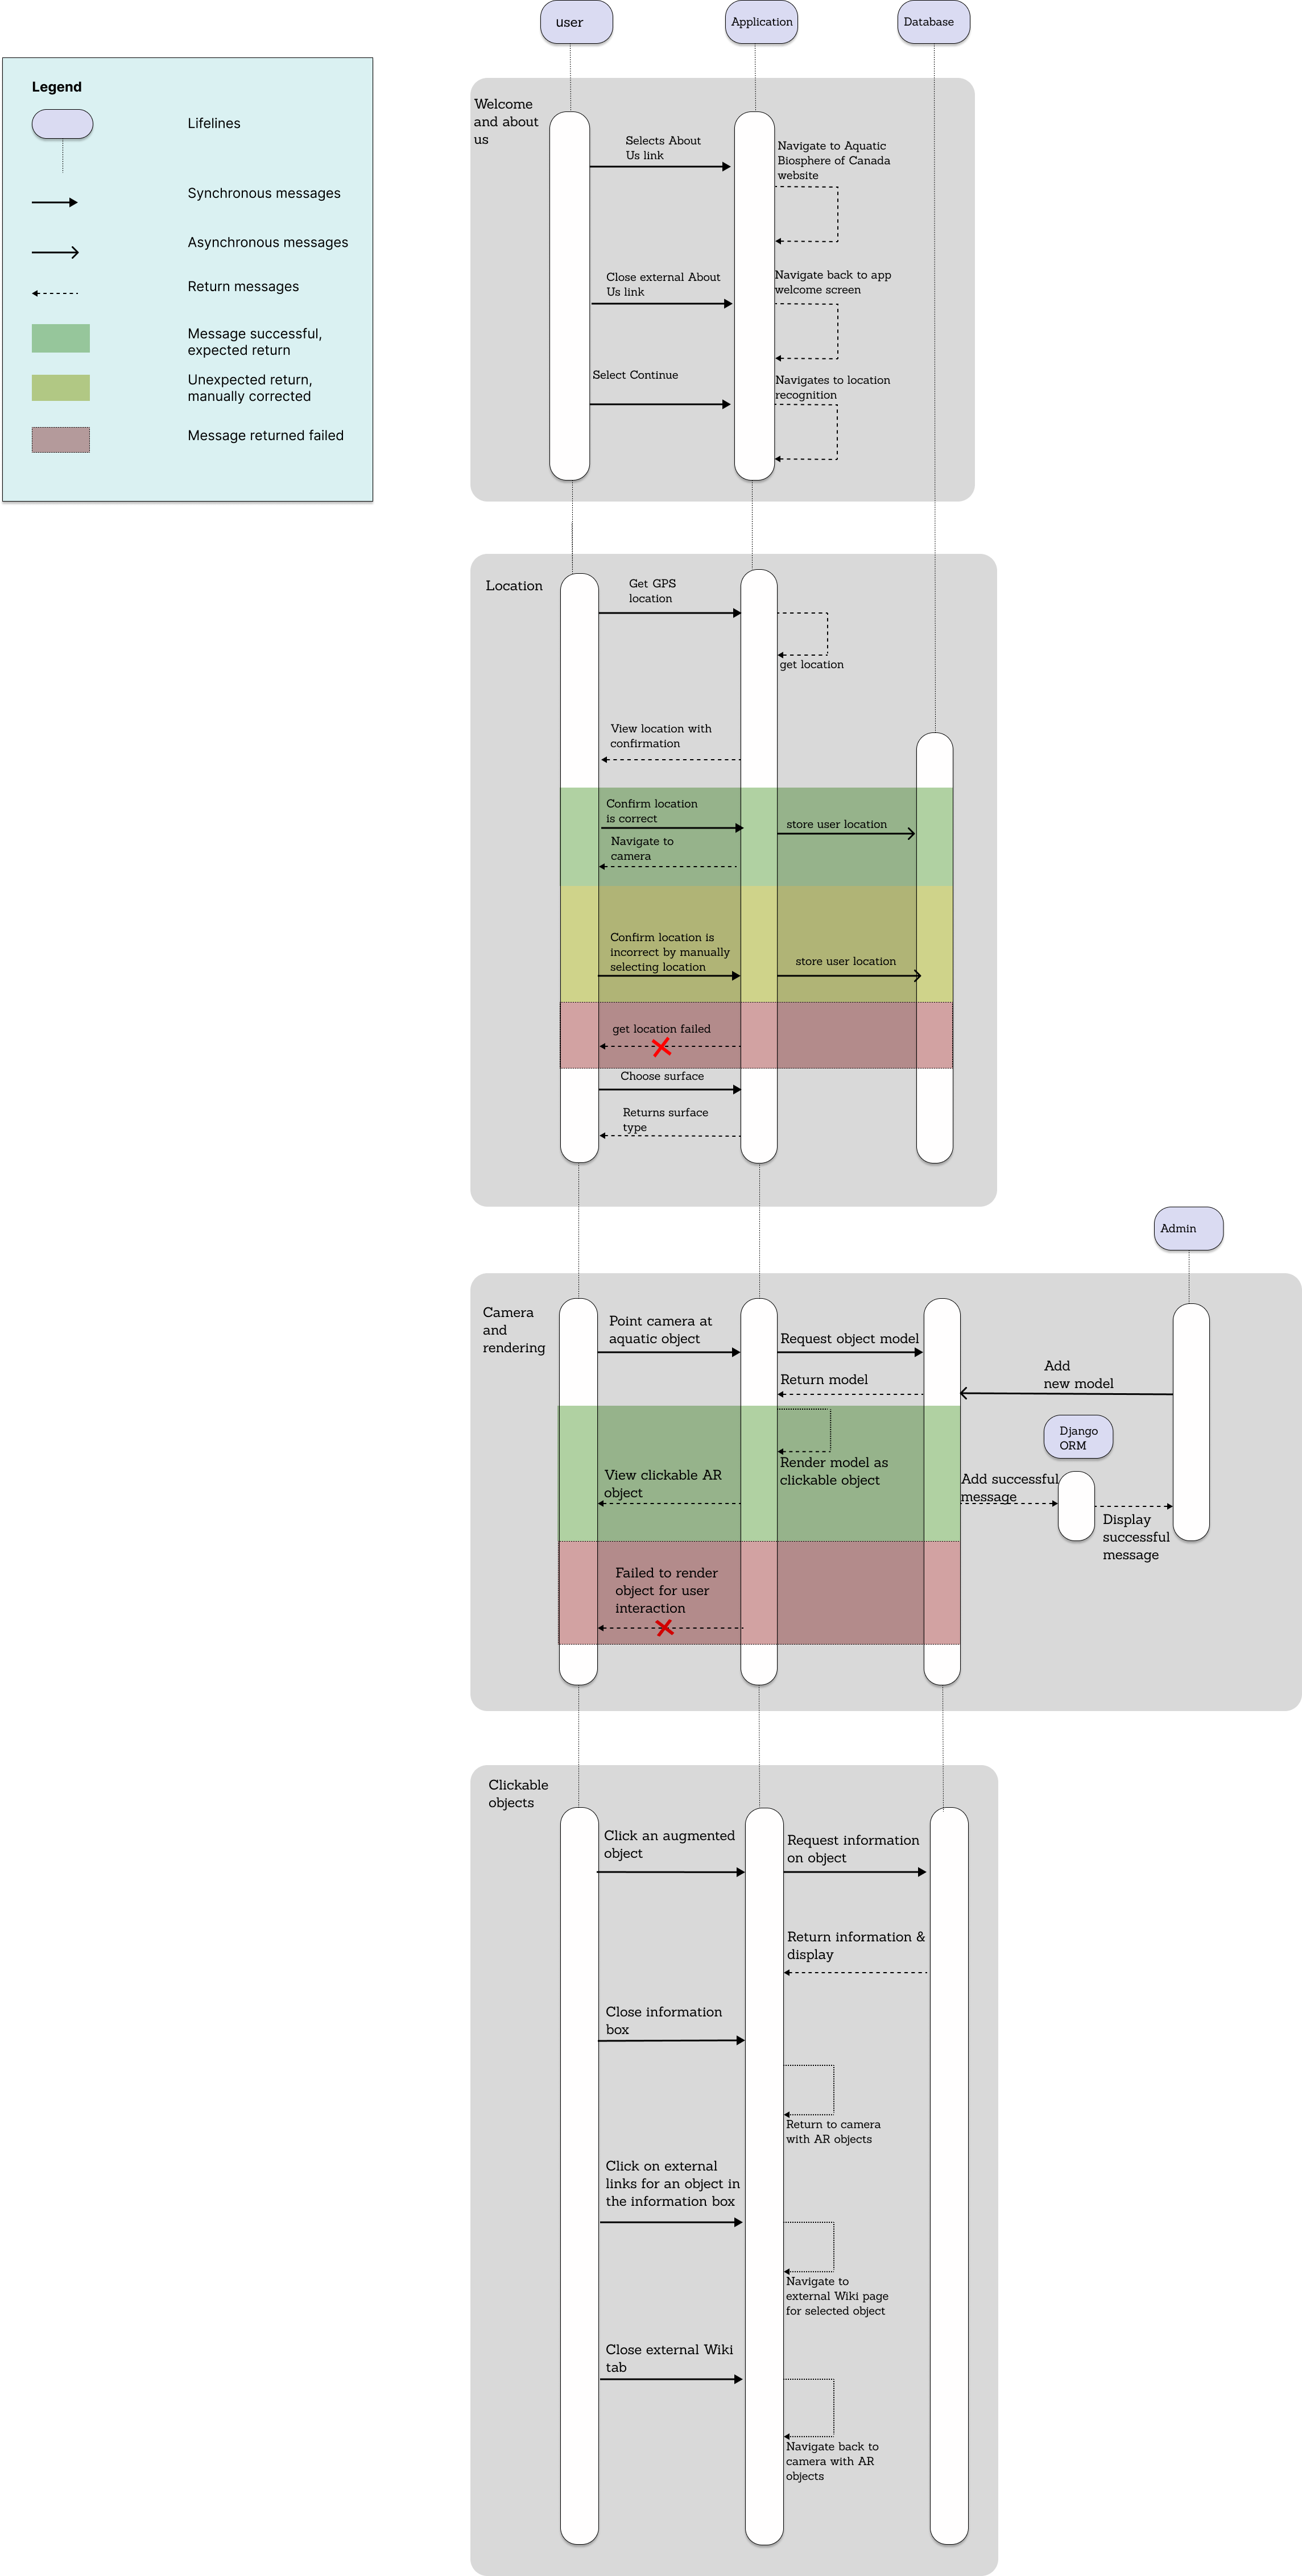 user
Application
Database
Legend
Lifelines
Synchronous messages
Asynchronous messages
Return messages
Message successful,
expected return
Unexpected return,
manually corrected
Message returned failed
Welcome
and about
us
Selects About
Us link
Navigate to Aquatic
Biosphere of Canada
website
Close external About
Us link
Navigate back to app
welcome screen
Select Continue
Navigates to location
recognition
Location
Get GPS
location
get location
View location with
confirmation
Confirm location
is correct
store user location
Navigate to
camera
Confirm location is
incorrect by manually
selecting location
store user location
get location failed
Choose surface
Returns surface
type
Admin
Camera
and
rendering
Point camera at
aquatic object
Request object model
Return model
Add
new model
Django
ORM
Render model as
clickable object
View clickable AR
object
Add successful
message
Display
successful
message
Failed to render
object for user
interaction
Clickable
objects
Click an augmented
object
Request information
on object
Return information &
display
Close information
box
Return to camera
with AR objects
Click on external
links for an object in
the information box
Navigate to
external Wiki page
for selected object
Close external Wiki
tab
Navigate back to
camera with AR
objects